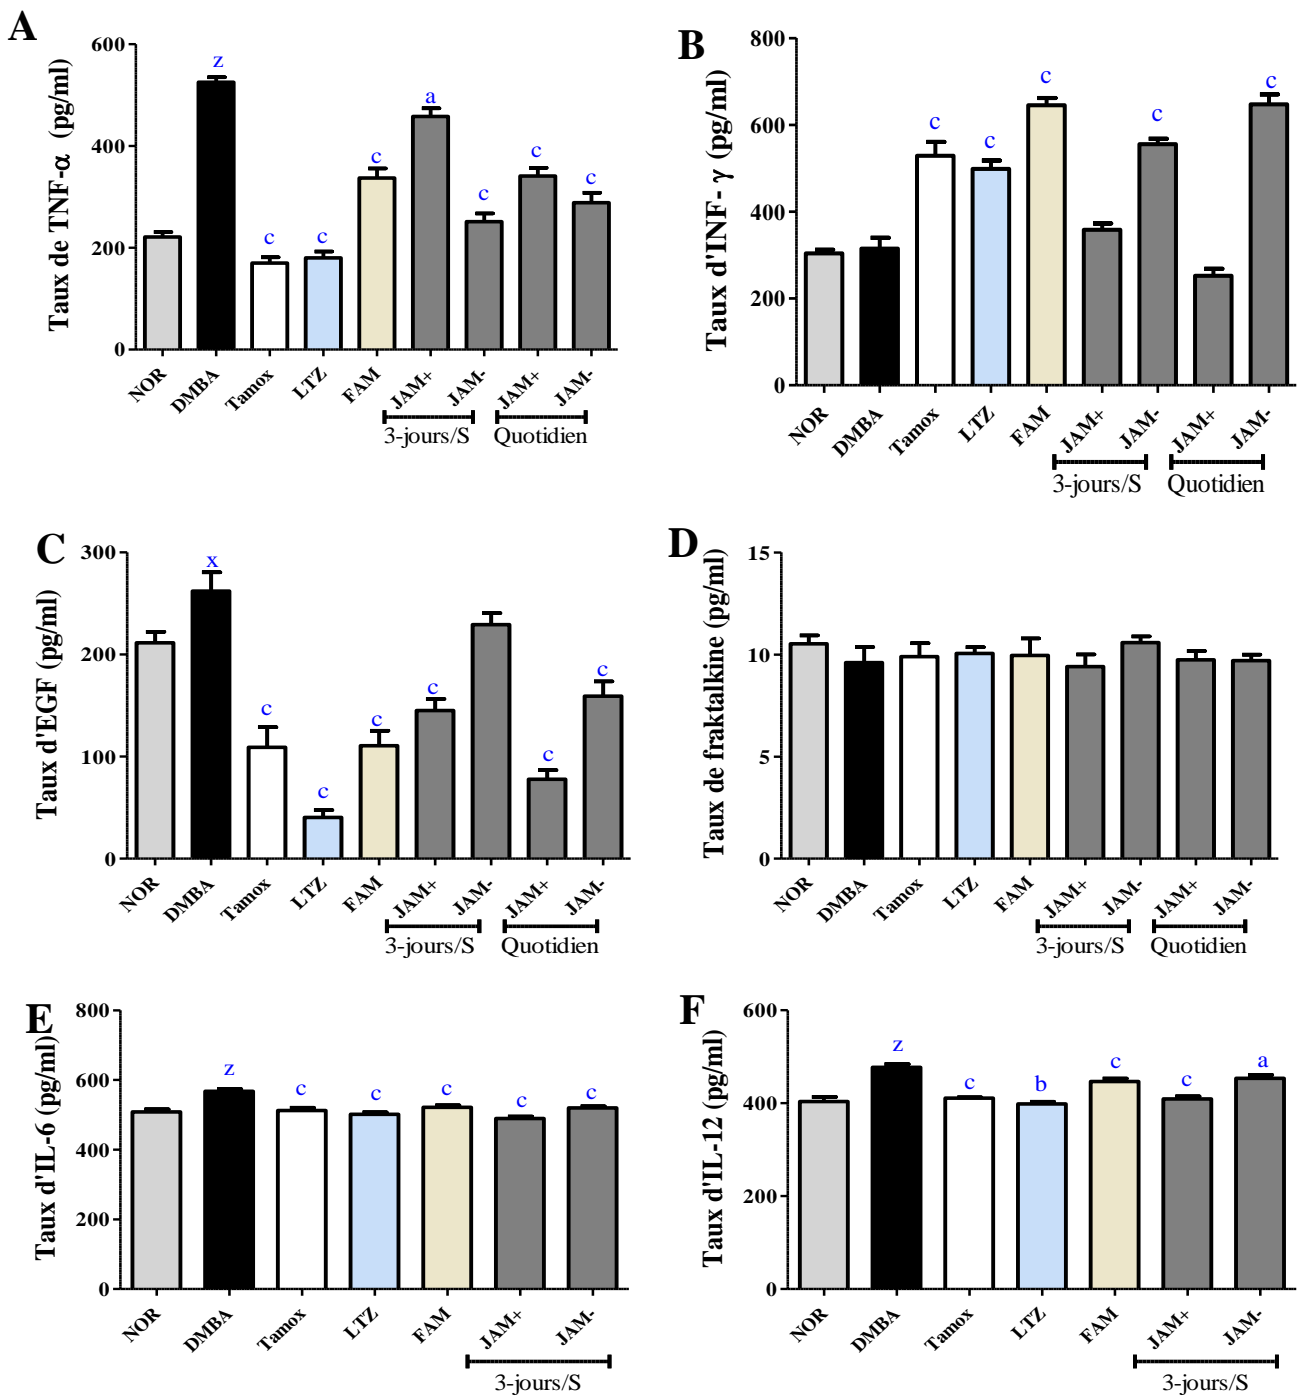 A
Taux de TNF-α (pg/ml)
600
400
200
0
z
c
c
c
a
c
c
c
NOR
DMBA
Tamox
LTZ
FAM
JAM+
JAM-
JAM+
JAM-
3-jours/S
Quotidien
B
Taux d'INF- γ (pg/ml)
800
600
400
200
0
c
c
c
c
c
NOR
DMBA
Tamox
LTZ
FAM
JAM+
JAM-
JAM+
JAM-
3-jours/S
Quotidien
C
Taux d'EGF (pg/ml)
300
200
100
0
x
c
c
c
c
c
c
NOR
DMBA
Tamox
LTZ
FAM
JAM+
JAM-
JAM+
JAM-
3-jours/S
Quotidien
D
Taux de fraktalkine (pg/ml)
15
10
5
0
NOR
DMBA
Tamox
LTZ
FAM
JAM+
JAM-
JAM+
JAM-
3-jours/S
Quotidien
E
Taux d'IL-6 (pg/ml)
800
600
400
200
0
z
c
c
c
c
c
NOR
DMBA
Tamox
LTZ
FAM
JAM+
JAM-
3-jours/S
F
Taux d'IL-12 (pg/ml)
600
400
200
0
z
c
b
c
c
a
NOR
DMBA
Tamox
LTZ
FAM
JAM+
JAM-
3-jours/S